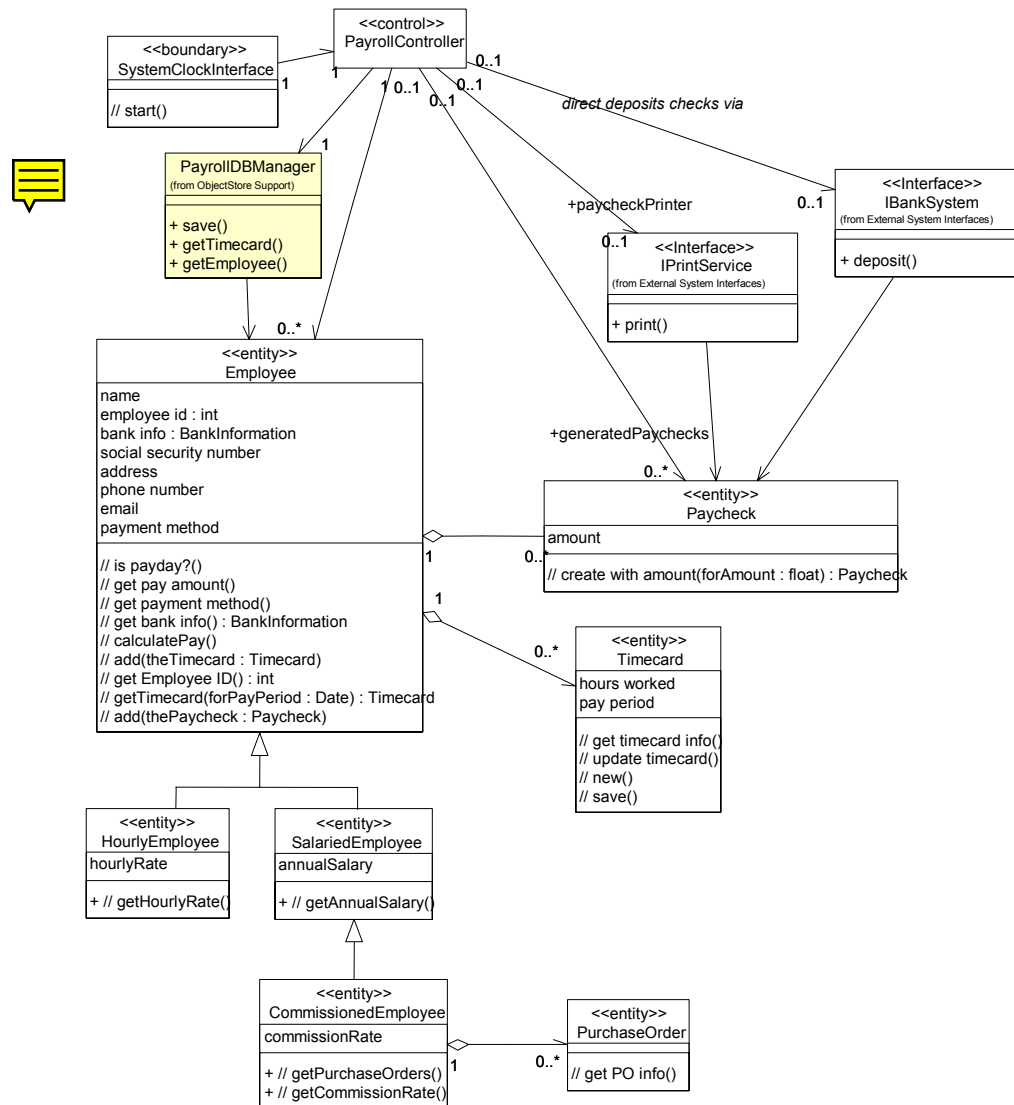 <<control>>
PayrollController
<<boundary>>
SystemClockInterface
// start()
1
1
1
0..1
0..1
0..1
0..1
direct deposits checks via
1
PayrollDBManager
(from ObjectStore Support)
+ save()
+ getTimecard()
+ getEmployee()
+paycheckPrinter
0..1
0..1
<<Interface>>
IBankSystem
(from External System Interfaces)
+ deposit()
<<Interface>>
IPrintService
(from External System Interfaces)
+ print()
0..*
<<entity>>
Employee
name
employee id : int
bank info : BankInformation
social security number
address
phone number
email
payment method
// is payday?()
// get pay amount()
// get payment method()
// get bank info() : BankInformation
// calculatePay()
// add(theTimecard : Timecard)
// get Employee ID() : int
// getTimecard(forPayPeriod : Date) : Timecard
// add(thePaycheck : Paycheck)
+generatedPaychecks
0..*
<<entity>>
Paycheck
amount
// create with amount(forAmount : float) : Paycheck
1
0..*
1
0..*
<<entity>>
Timecard
hours worked
pay period
// get timecard info()
// update timecard()
// new()
// save()
<<entity>>
HourlyEmployee
hourlyRate
+ // getHourlyRate()
<<entity>>
SalariedEmployee
annualSalary
+ // getAnnualSalary()
<<entity>>
CommissionedEmployee
commissionRate
+ // getPurchaseOrders()
+ // getCommissionRate()
1
0..*
<<entity>>
PurchaseOrder
// get PO info()